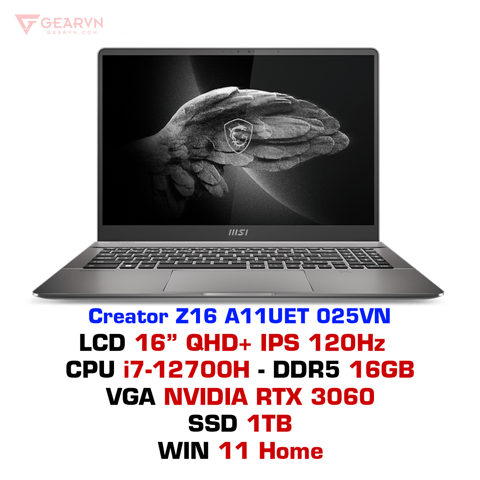 GEARVN
GEARVN.COM
msi
Creator Z16 A11UET 025VN
LCD 16” QHD+ IPS 120Hz
CPU i7-12700H - DDR5 16GB
VGA NVIDIA RTX 3060
SSD 1TB
WIN 11 Home